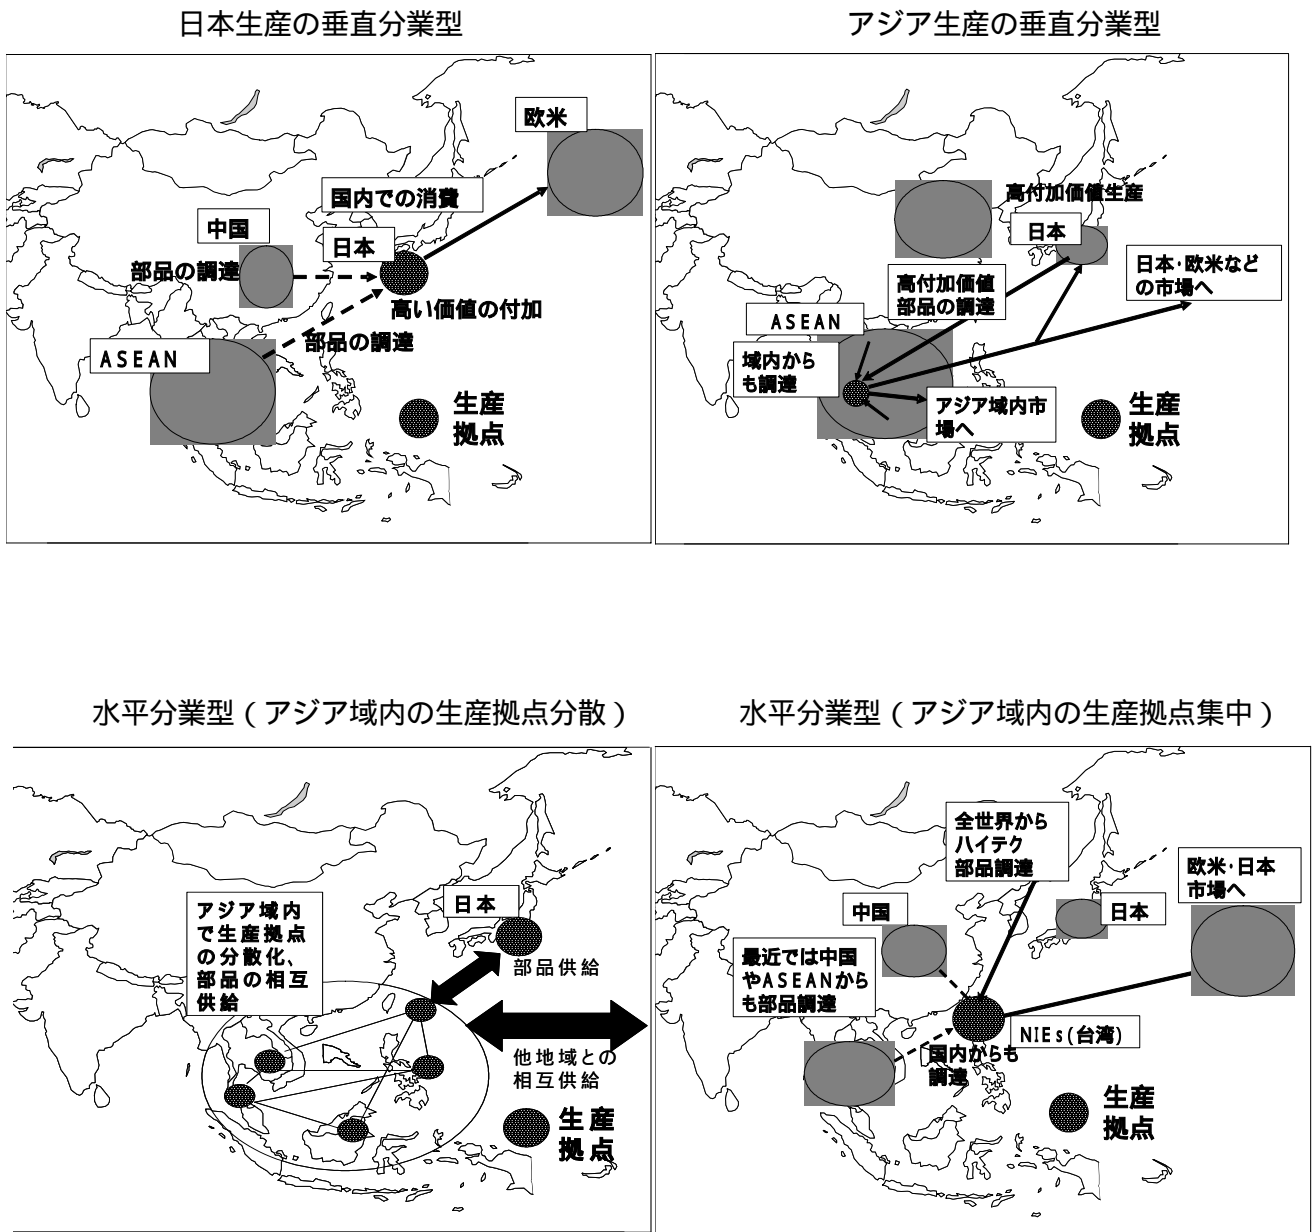 日本生産の垂直分業型
欧米
国内での消費
中国
日本
部品の調達
高い価値の付加
部品の調達
ASEAN
生産
拠点
アジア生産の垂直分業型
高付加価値生産
日本
日本・欧米など
の市場へ
高付加価値
部品の調達
ASEAN
域内から
も調達
アジア域内市
場へ
生産
拠点
水平分業型(アジア域内の生産拠点分散)
日本
アジア域内
で生産拠点
の分散化、
部品の相互
供給
部品供給
他地域との
相互供給
生産
拠点
水平分業型(アジア域内の生産拠点集中)
全世界から
ハイテク
部品調達
欧米・日本
市場へ
中国
日本
最近では中国
やASEANから
も部品調達
NIEs(台湾)
国内からも
調達
生産
拠点